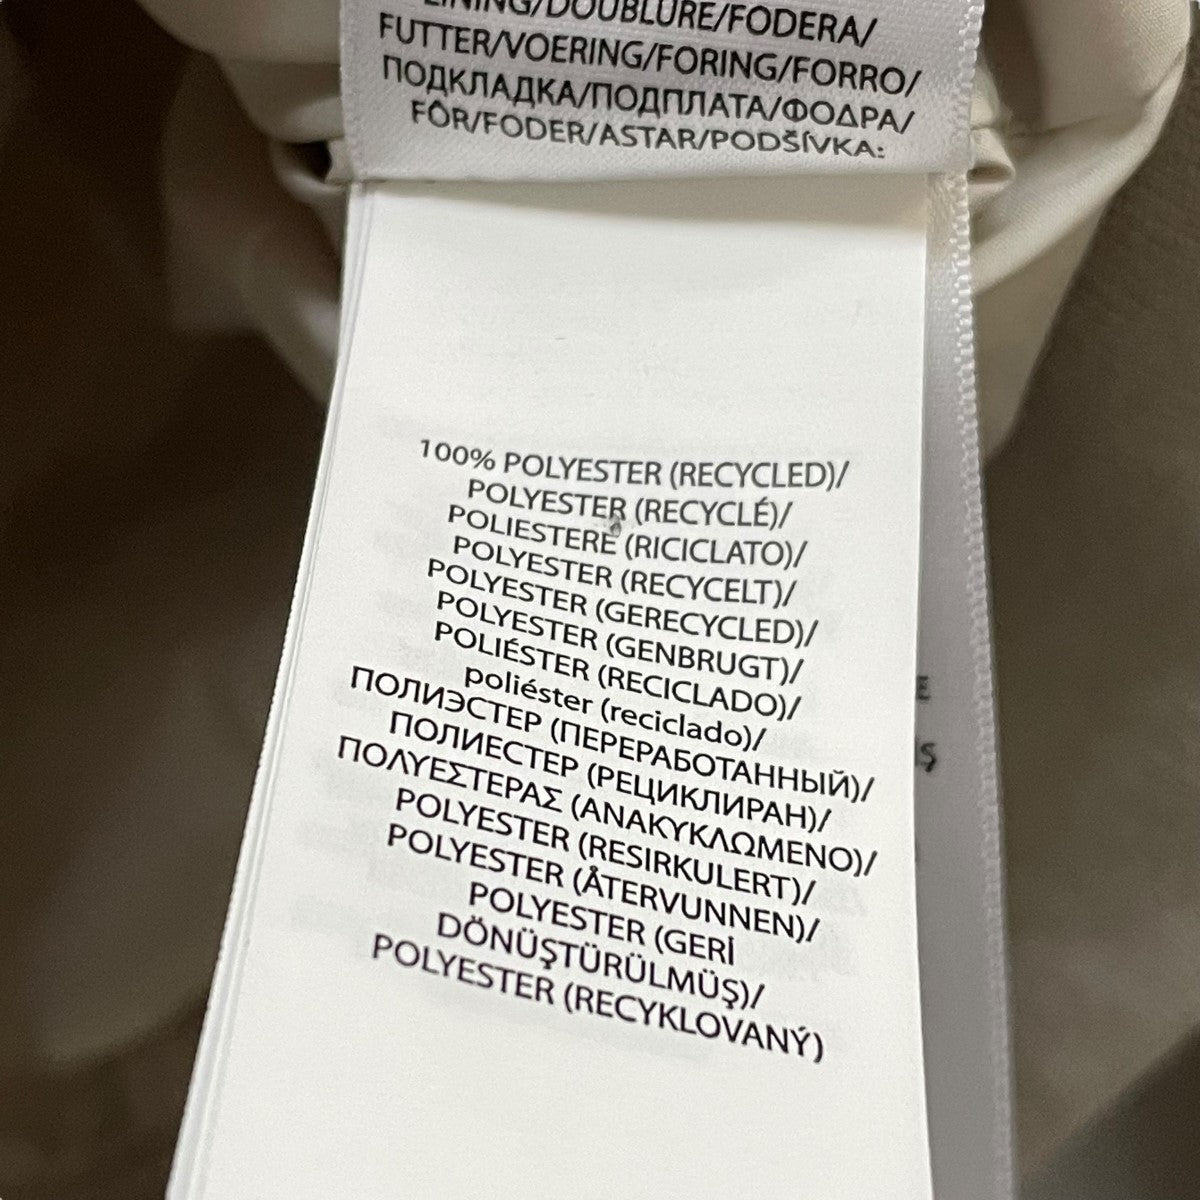 LINING/DOUBLURE/FODERA/
FUTTER/VOERING/FORING/FORRO/
ПОДКЛАДКА/ПОДПЛАТА/ΦΟΔΡΑ/
FÔR/FODER/ASTAR/PODŠÍVKA:
100% POLYESTER (RECYCLED)/
POLYESTER (RECYCLÉ)/
POLIESTERE (RICICLATO)/
POLYESTER (RECYCELT)/
POLYESTER (GERECYCLED)/
POLYESTER (GENBRUGT)/
POLIÉSTER (RECICLADO)/
poliéster (reciclado)/
ПОЛИЭСТЕР (ПЕРЕРАБОТАННЫЙ)/
ПОЛИЕСТЕР (РЕЦИКЛИРАН)/
ΠΟΛΥΕΣΤΕΡΑΣ (ΑΝΑΚΥΚΛΩΜΕΝΟ)/
POLYESTER (RESIRKULERT)/
POLYESTER (ÅTERVUNNEN)/
POLYESTER (GERİ
DÖNÜŞTÜRÜLMÜŞ)/
POLYESTER (RECYKLOVANÝ)